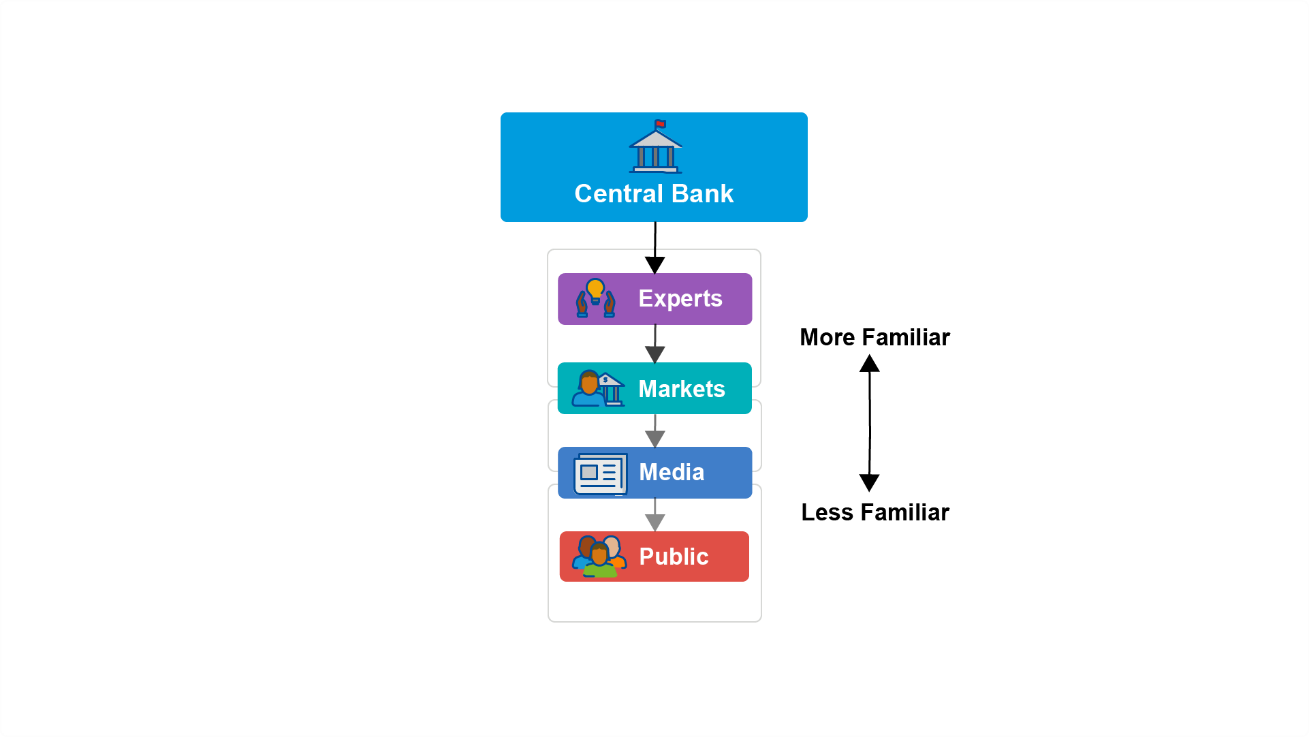 Central Bank
Experts
More Familiar
$
Markets
Media
Less Familiar
Public